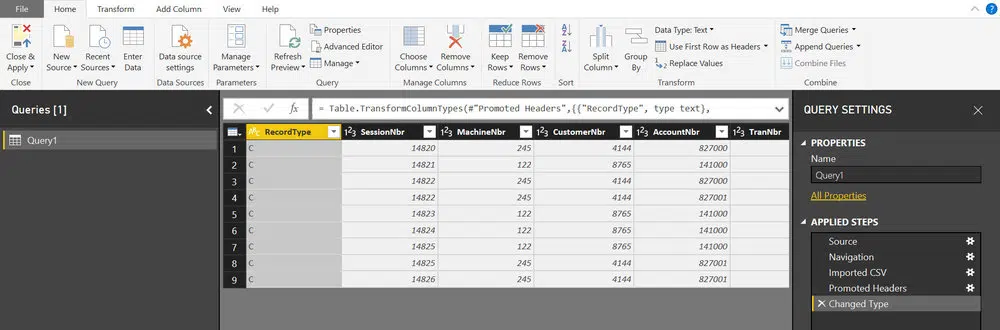 File Home Transform Add Column View Help
Close & Apply
Close
New Source
Recent Sources
Enter Data
New Query
Data source settings
Data Sources
Manage Parameters
Parameters
Refresh Preview
Properties
Advanced Editor
Manage
Query
Choose Columns
Remove Columns
Manage Columns
Keep Rows
Remove Rows
Reduce Rows
Sort
Split Column
Group By
Data Type: Text
Use First Row as Headers
Replace Values
Transform
Merge Queries
Append Queries
Combine Files
Combine
Queries [1]
Query1
fx = Table.TransformColumnTypes(#"Promoted Headers",{{"RecordType", type text},
RecordType 123 SessionNbr 123 MachineNbr 123 CustomerNbr 123 AccountNbr 123 TranNbr
1 C 14820 245 4144 827000
2 C 14821 122 8765 141000
3 C 14822 245 4144 827000
4 C 14822 245 4144 827001
5 C 14823 122 8765 141000
6 C 14824 122 8765 141000
7 C 14825 122 8765 141000
8 C 14825 245 4144 827001
9 C 14826 245 4144 827001
QUERY SETTINGS
PROPERTIES
Name
Query1
All Properties
APPLIED STEPS
Source
Navigation
Imported CSV
Promoted Headers
Changed Type